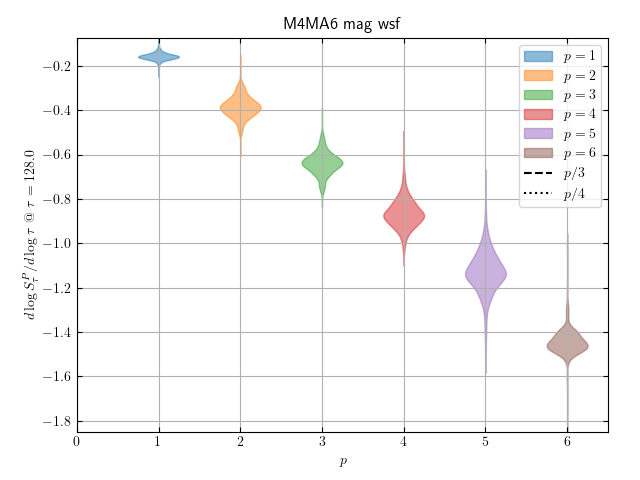 M4MA6 mag wsf
d log S_τ^P / d log τ @ τ = 128.0
−0.2
−0.4
−0.6
−0.8
−1.0
−1.2
−1.4
−1.6
−1.8
p = 1
p = 2
p = 3
p = 4
p = 5
p = 6
p/3
p/4
0 1 2 3 4 5 6
p